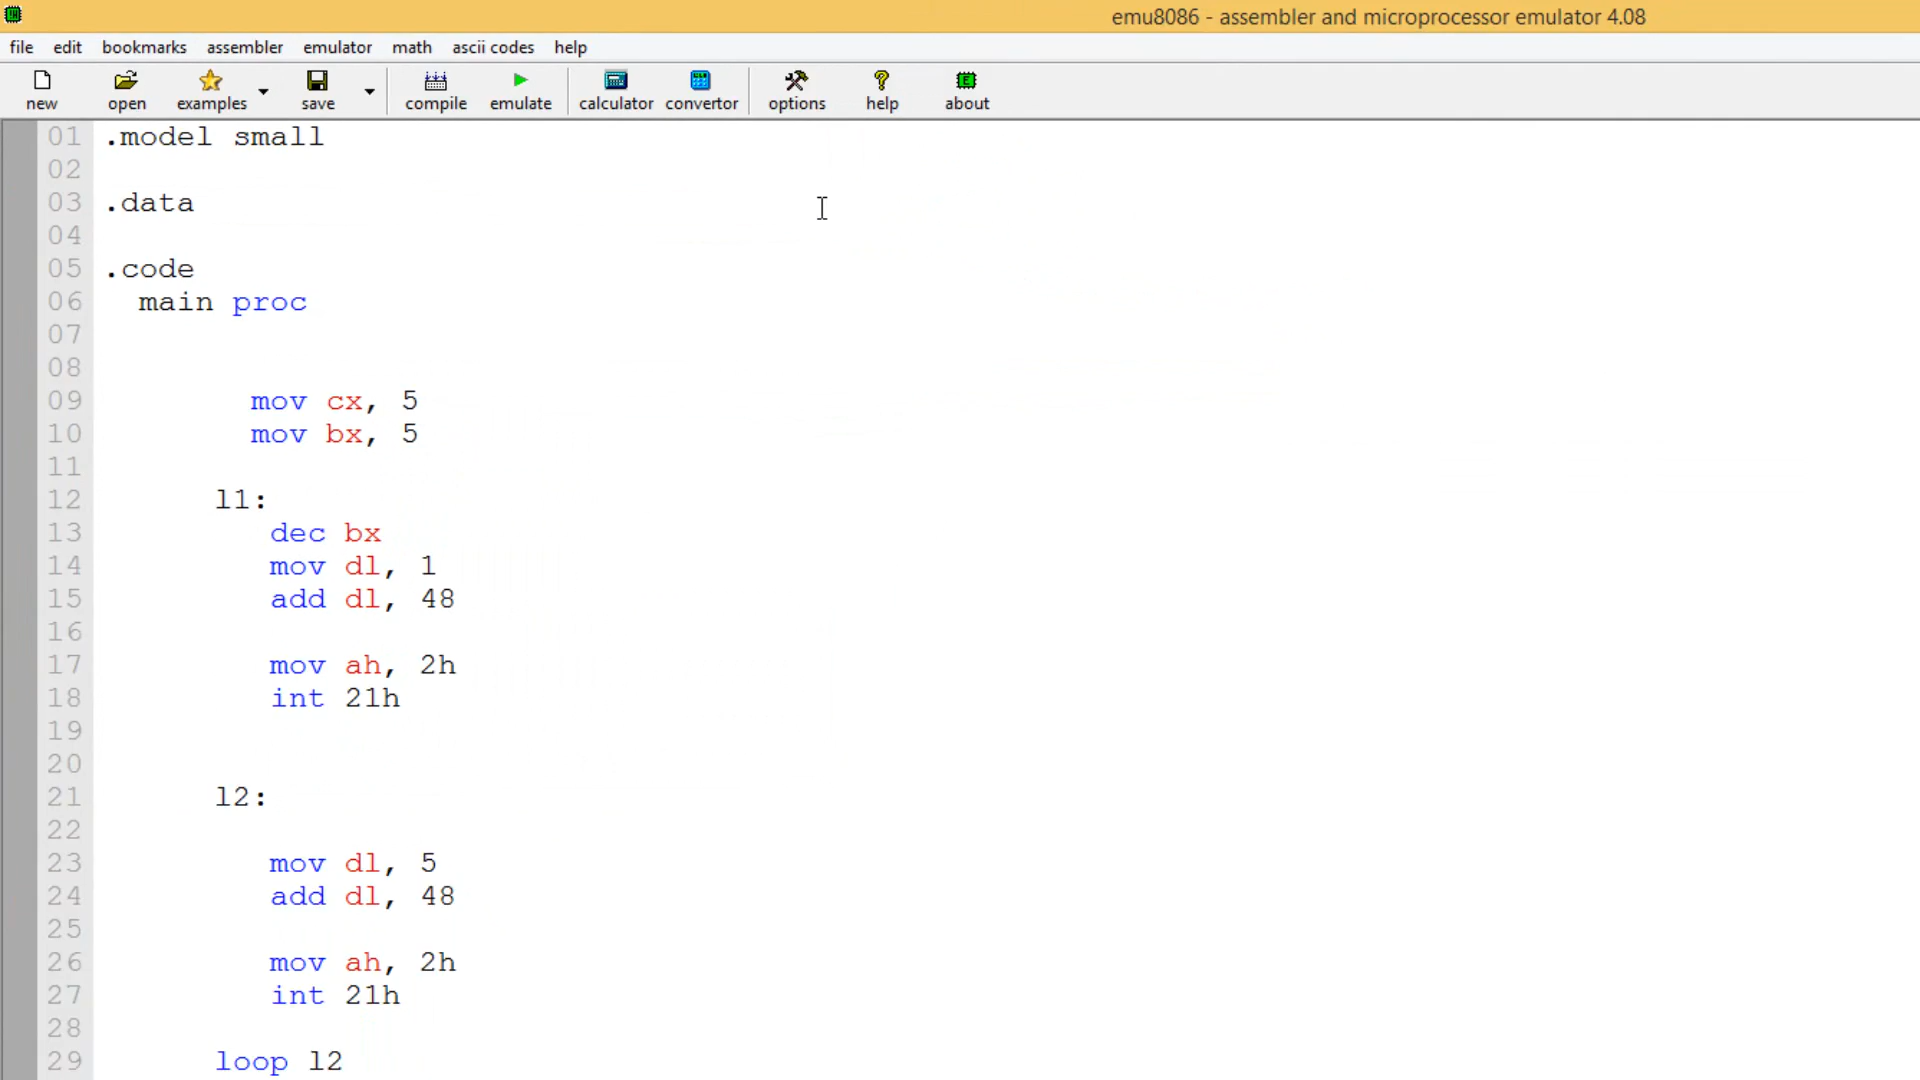 emu8086 - assembler and microprocessor emulator 4.08
file edit bookmarks assembler emulator math ascii codes help
new open examples save compile emulate calculator convertor options help about
01 .model small
02
03 .data
04
05 .code
06 main proc
07
08
09 mov cx, 5
10 mov bx, 5
11
12 l1:
13 dec bx
14 mov dl, 1
15 add dl, 48
16
17 mov ah, 2h
18 int 21h
19
20
21 l2:
22
23 mov dl, 5
24 add dl, 48
25
26 mov ah, 2h
27 int 21h
28
29 loop l2